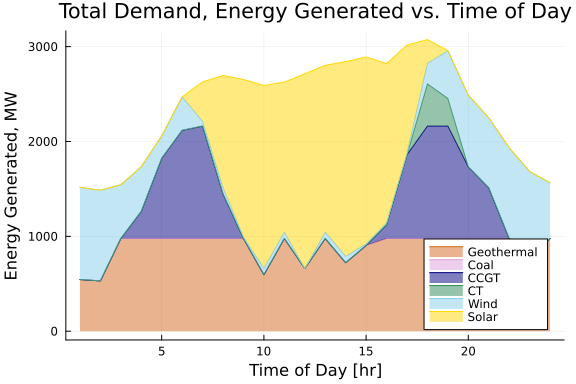 Total Demand, Energy Generated vs. Time of Day
Energy Generated, MW
3000
2000
1000
0
5
10
15
20
Time of Day [hr]
Geothermal
Coal
CCGT
CT
Wind
Solar